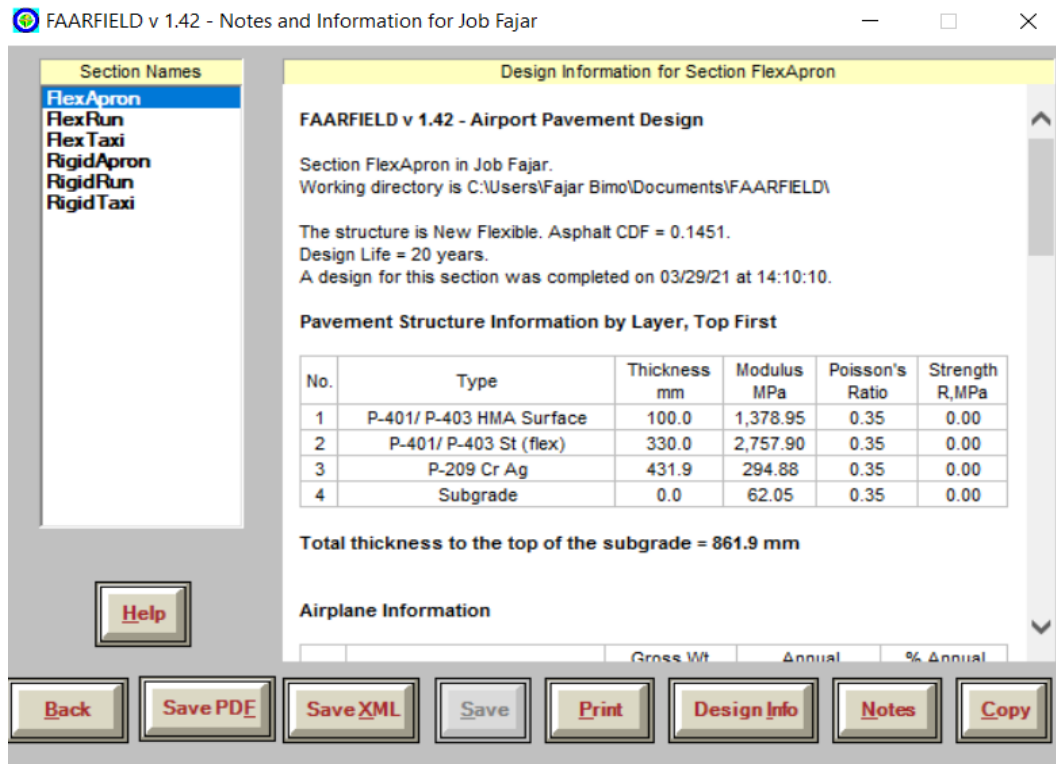 FAARFIELD v 1.42 - Notes and Information for Job Fajar
Section Names
FlexApron
FlexRun
FlexTaxi
RigidApron
RigidRun
RigidTaxi
Help
Design Information for Section FlexApron
FAARFIELD v 1.42 - Airport Pavement Design
Section FlexApron in Job Fajar.
Working directory is C:\Users\Fajar Bimo\Documents\FAARFIELD\
The structure is New Flexible. Asphalt CDF = 0.1451.
Design Life = 20 years.
A design for this section was completed on 03/29/21 at 14:10:10.
Pavement Structure Information by Layer, Top First
No. Type Thickness mm Modulus MPa Poisson's Ratio Strength R,MPa
1 P-401/ P-403 HMA Surface 100.0 1,378.95 0.35 0.00
2 P-401/ P-403 St (flex) 330.0 2,757.90 0.35 0.00
3 P-209 Cr Ag 431.9 294.88 0.35 0.00
4 Subgrade 0.0 62.05 0.35 0.00
Total thickness to the top of the subgrade = 861.9 mm
Airplane Information
Gross Wt. Annual % Annual
Back Save PDF Save XML Save Print Design Info Notes Copy